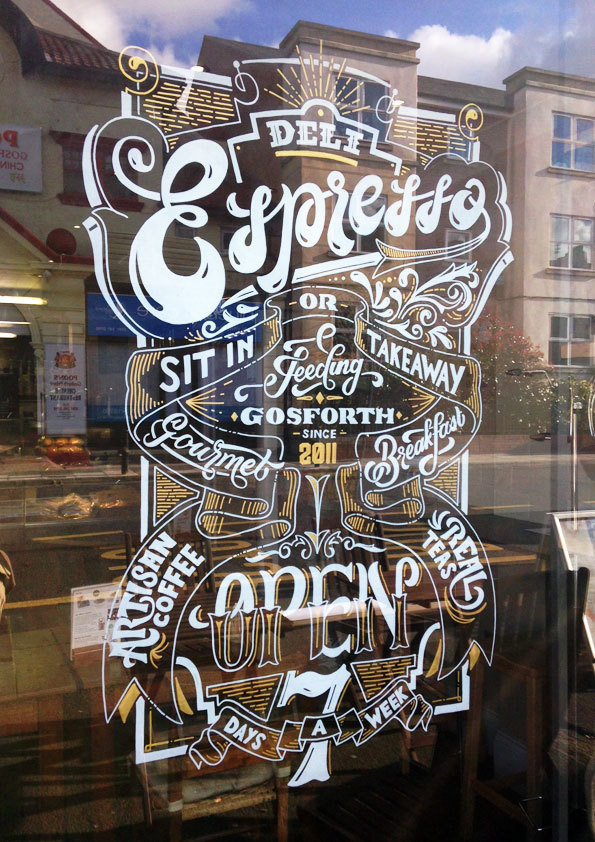 DELI
Espresso
OR
SIT IN
TAKEAWAY
Feeding
GOSFORTH
SINCE
2011
Gourmet
Breakfast
ARTISAN
COFFEE
REAL
TEAS
OPEN
7
DAYS A WEEK